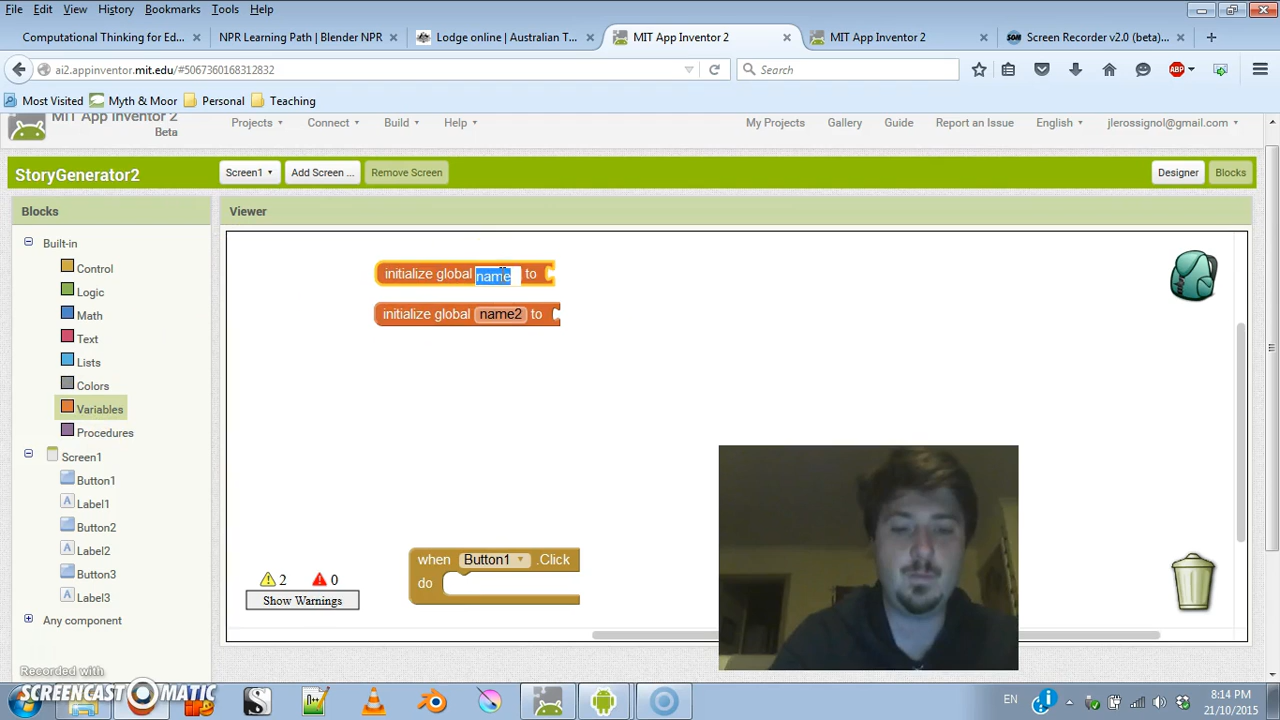 File Edit View History Bookmarks Tools Help
Computational Thinking for Ed...
NPR Learning Path | Blender NPR
Lodge online | Australian T...
MIT App Inventor 2
MIT App Inventor 2
Screen Recorder v2.0 (beta)...
ai2.appinventor.mit.edu/#5067360168312832
Search
ABP
Most Visited Myth & Moor Personal Teaching
MIT App Inventor 2
Beta
Projects Connect Build Help
My Projects Gallery Guide Report an Issue English jlerossignol@gmail.com
StoryGenerator2
Screen1 Add Screen ... Remove Screen
Designer Blocks
Blocks
Viewer
Built-in
Control
Logic
Math
Text
Lists
Colors
Variables
Procedures
Screen1
Button1
Label1
Button2
Label2
Button3
Label3
Any component
initialize global name to
initialize global name2 to
when Button1 .Click
do
2 0
Show Warnings
Recorded with
SCREENCAST MATIC
EN
8:14 PM
21/10/2015